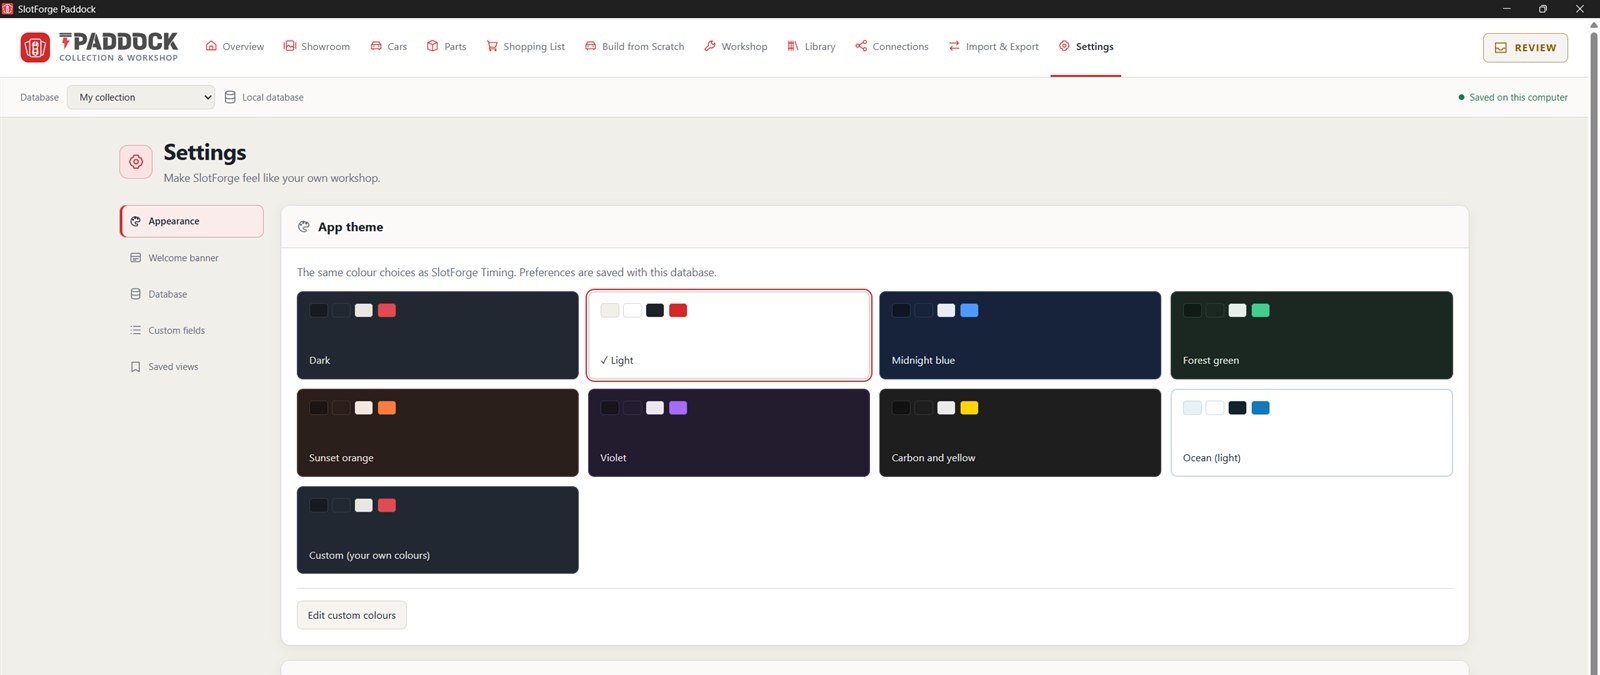 SlotForge Paddock
PADDOCK
COLLECTION & WORKSHOP
Overview
Showroom
Cars
Parts
Shopping List
Build from Scratch
Workshop
Library
Connections
Import & Export
Settings
REVIEW
Database
My collection
Local database
Saved on this computer
Settings
Make SlotForge feel like your own workshop.
Appearance
Welcome banner
Database
Custom fields
Saved views
App theme
The same colour choices as SlotForge Timing. Preferences are saved with this database.
Dark
✓ Light
Midnight blue
Forest green
Sunset orange
Violet
Carbon and yellow
Ocean (light)
Custom (your own colours)
Edit custom colours